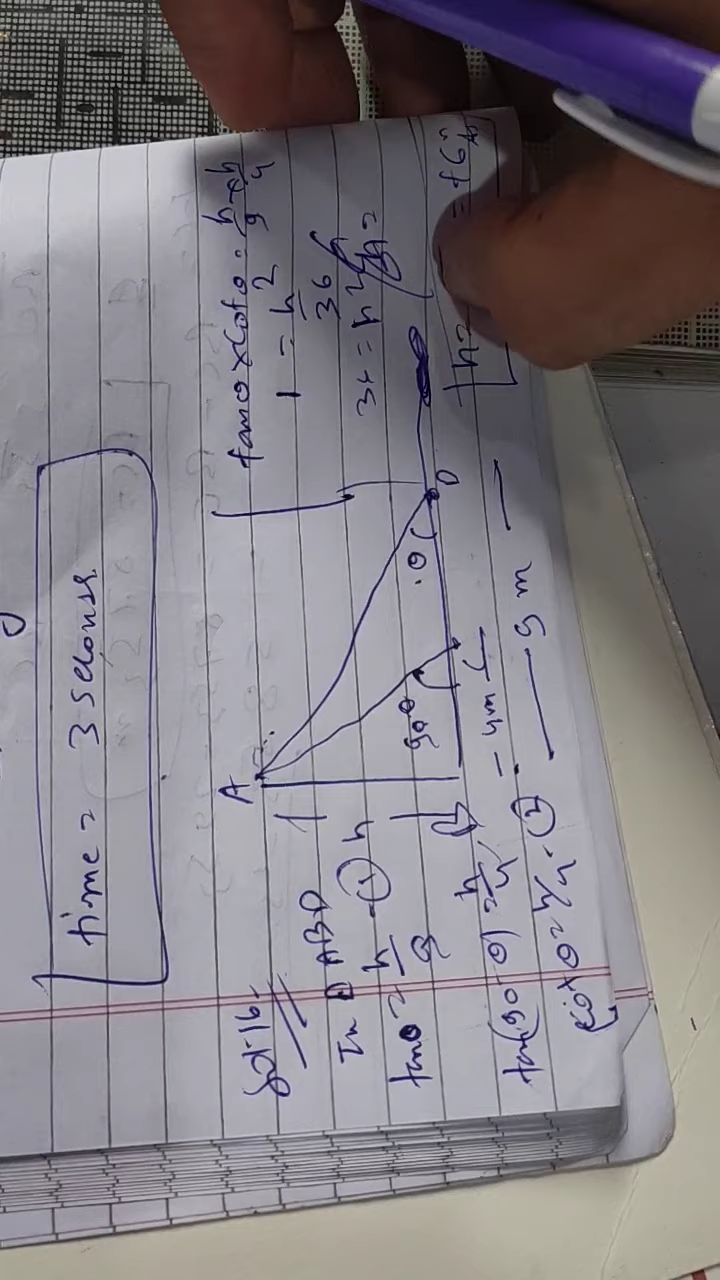 time = 3 seconds
Sol-16
A
In Δ ABD
tanθ = h/9 -①
h
90-θ
θ
D
B
tan(90-θ) = h/4
4m
cotθ = h/4 -②
9 m
tanθ×cotθ = h/9 × h/4
1 = h²/36
36 = h²